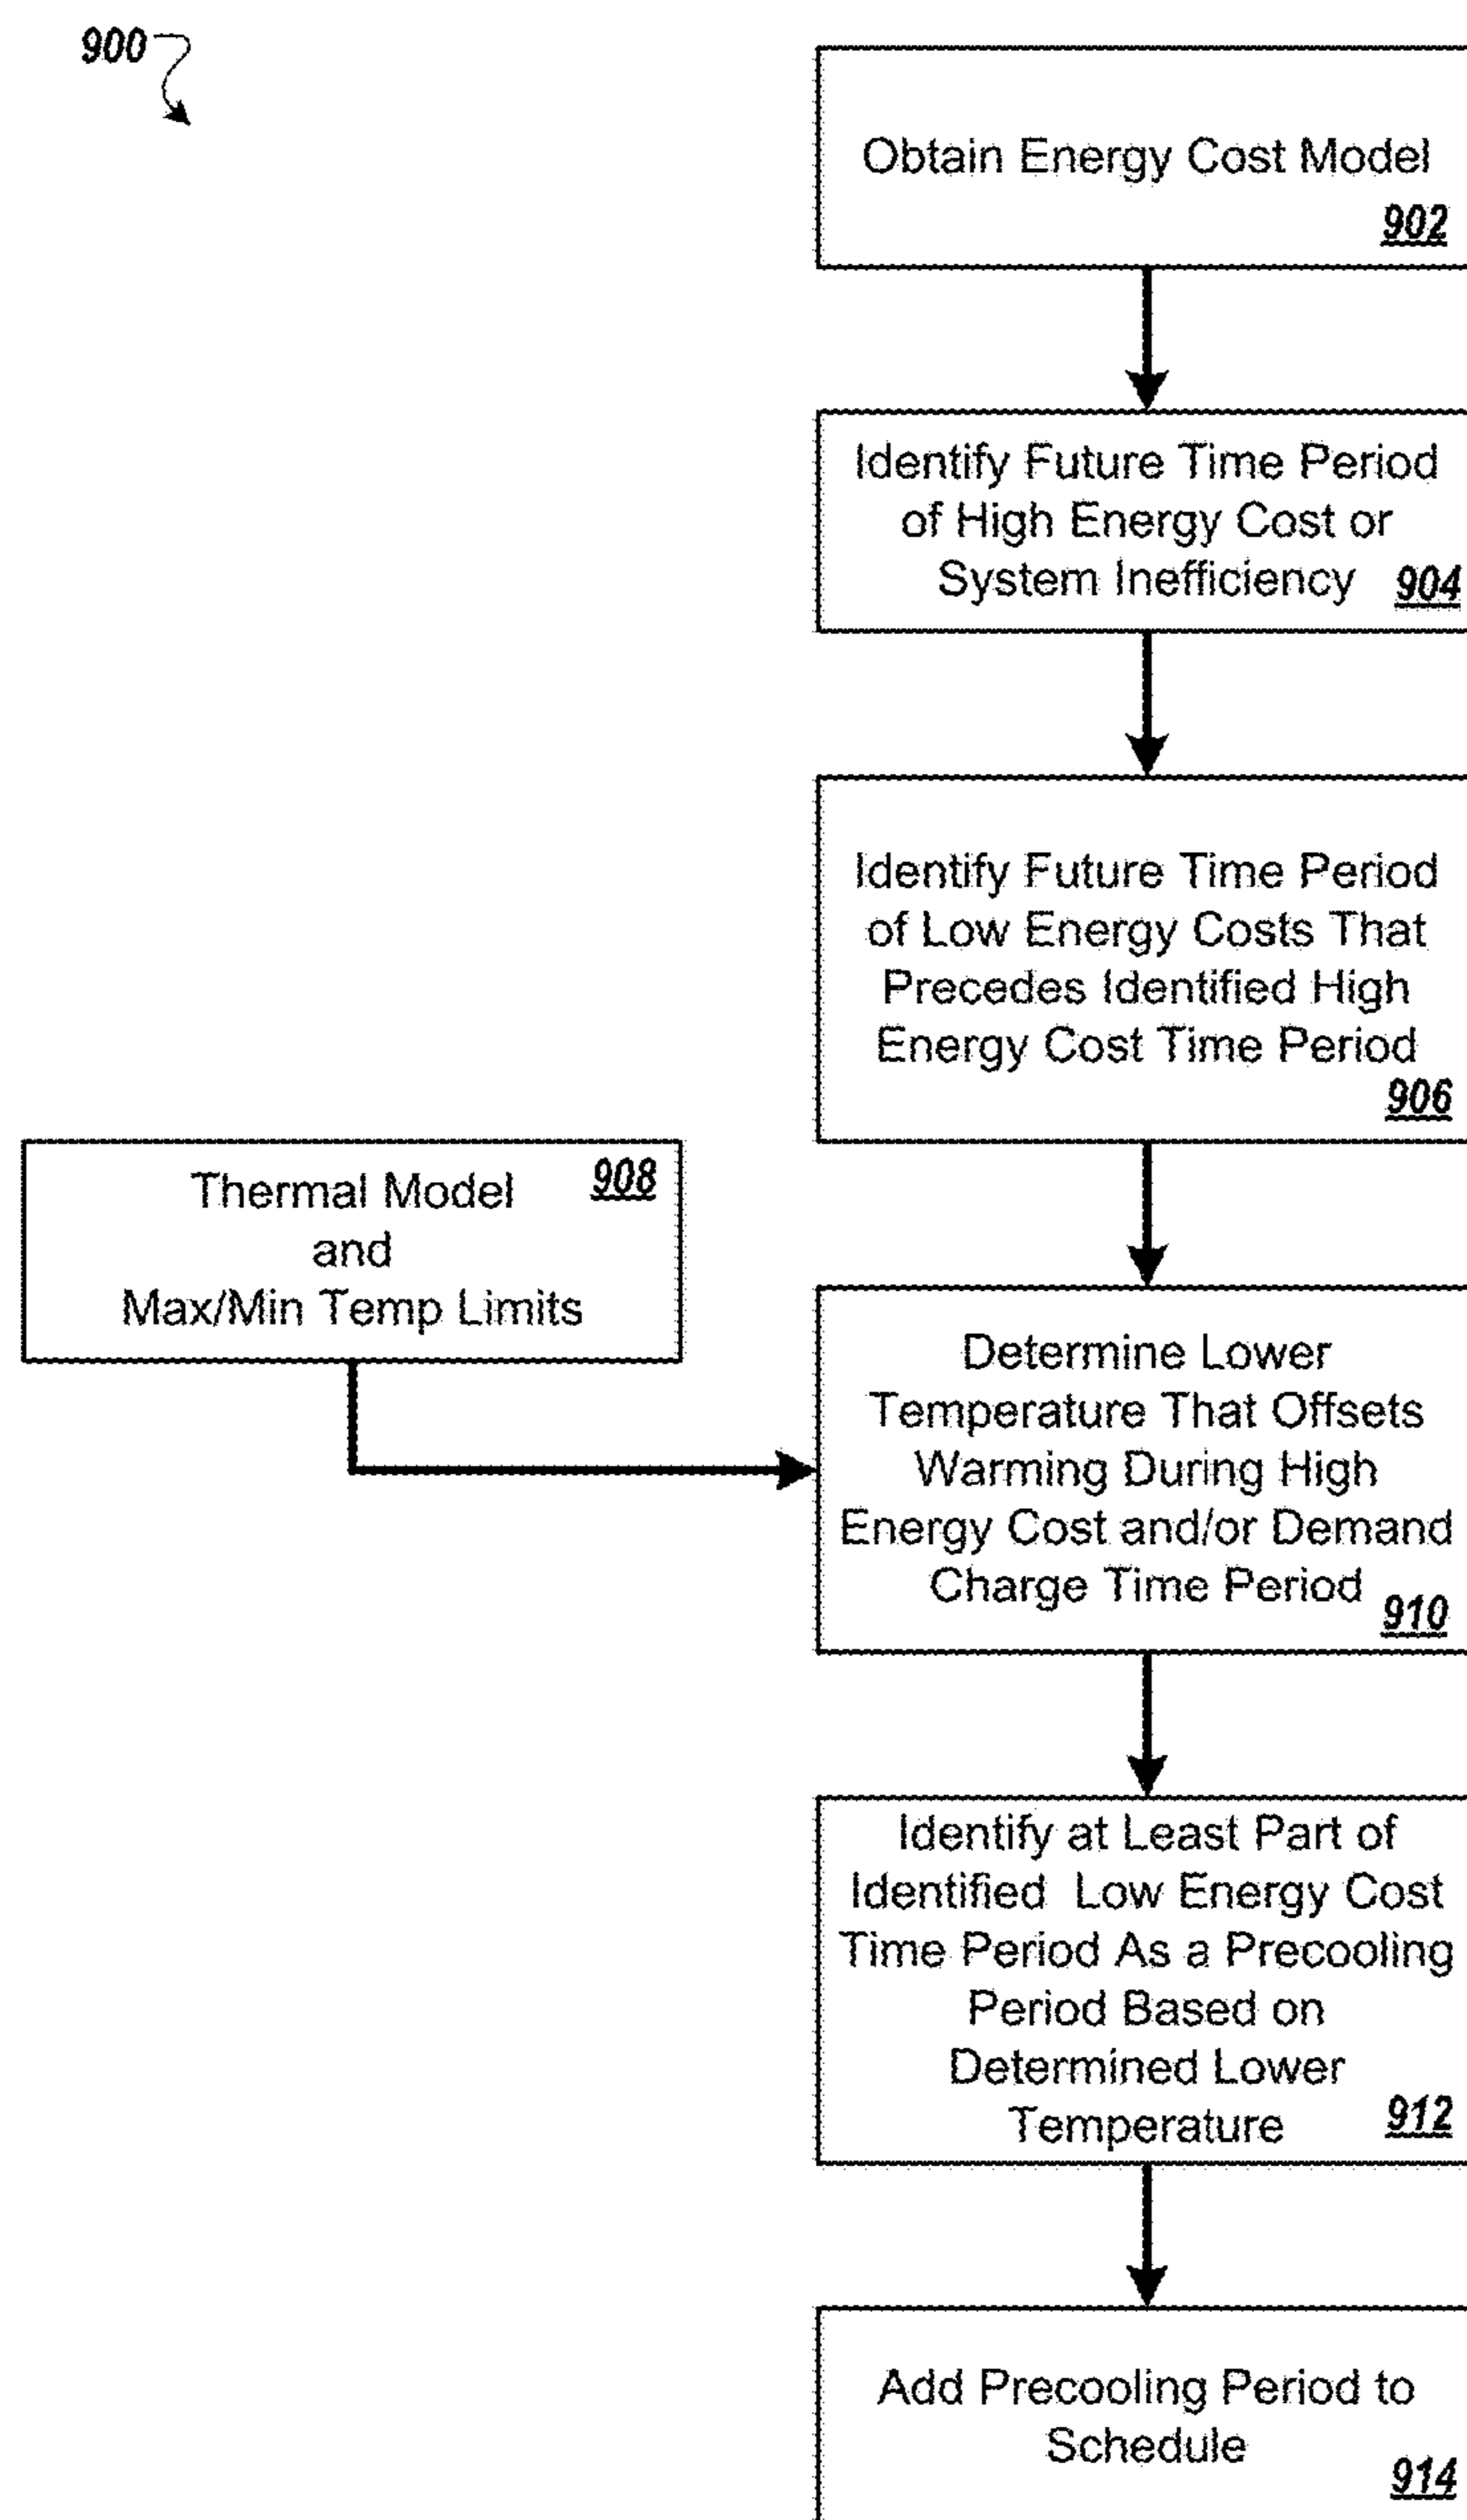 900
Obtain Energy Cost Model
902
Identify Future Time Period
of High Energy Cost or
System Inefficiency 904
Identify Future Time Period
of Low Energy Costs That
Precedes Identified High
Energy Cost Time Period
906
Thermal Model 908
and
Max/Min Temp Limits
Determine Lower
Temperature That Offsets
Warming During High
Energy Cost and/or Demand
Charge Time Period 910
Identify at Least Part of
Identified Low Energy Cost
Time Period As a Precooling
Period Based on
Determined Lower
Temperature 912
Add Precooling Period to
Schedule
914